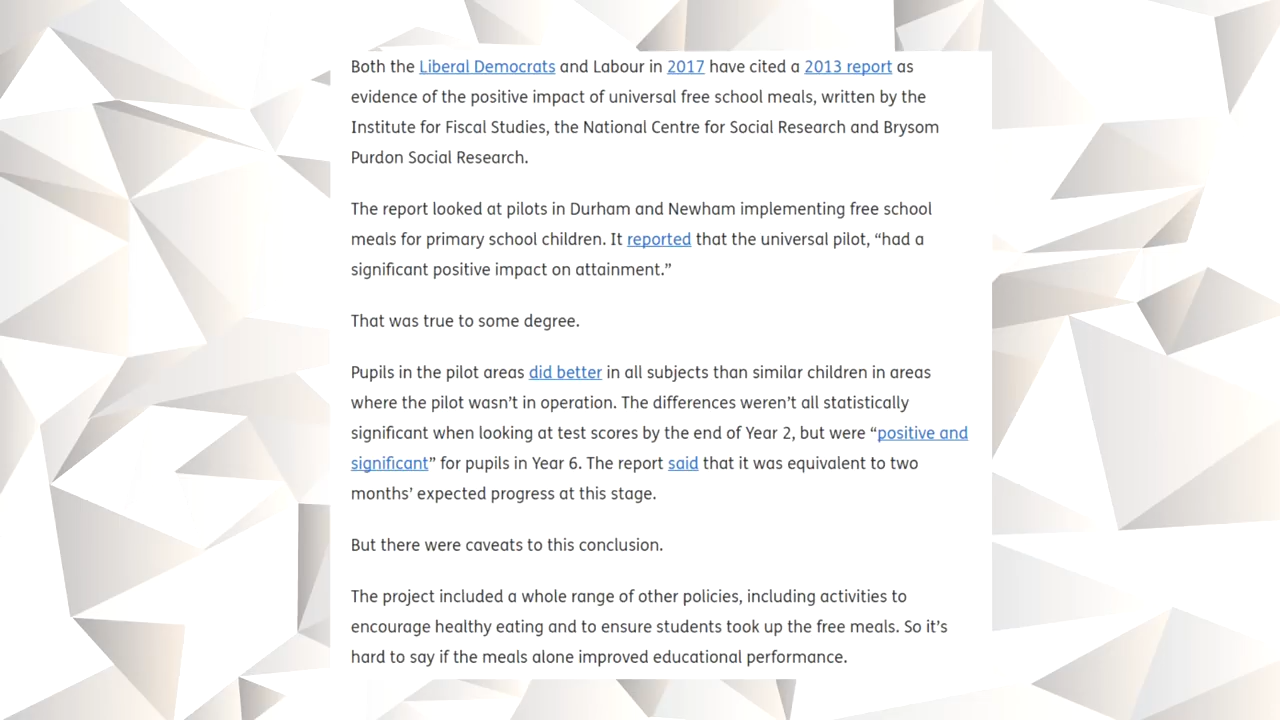 Both the Liberal Democrats and Labour in 2017 have cited a 2013 report as
evidence of the positive impact of universal free school meals, written by the
Institute for Fiscal Studies, the National Centre for Social Research and Brysom
Purdon Social Research.
The report looked at pilots in Durham and Newham implementing free school
meals for primary school children. It reported that the universal pilot, “had a
significant positive impact on attainment.”
That was true to some degree.
Pupils in the pilot areas did better in all subjects than similar children in areas
where the pilot wasn’t in operation. The differences weren’t all statistically
significant when looking at test scores by the end of Year 2, but were “positive and
significant” for pupils in Year 6. The report said that it was equivalent to two
months’ expected progress at this stage.
But there were caveats to this conclusion.
The project included a whole range of other policies, including activities to
encourage healthy eating and to ensure students took up the free meals. So it’s
hard to say if the meals alone improved educational performance.